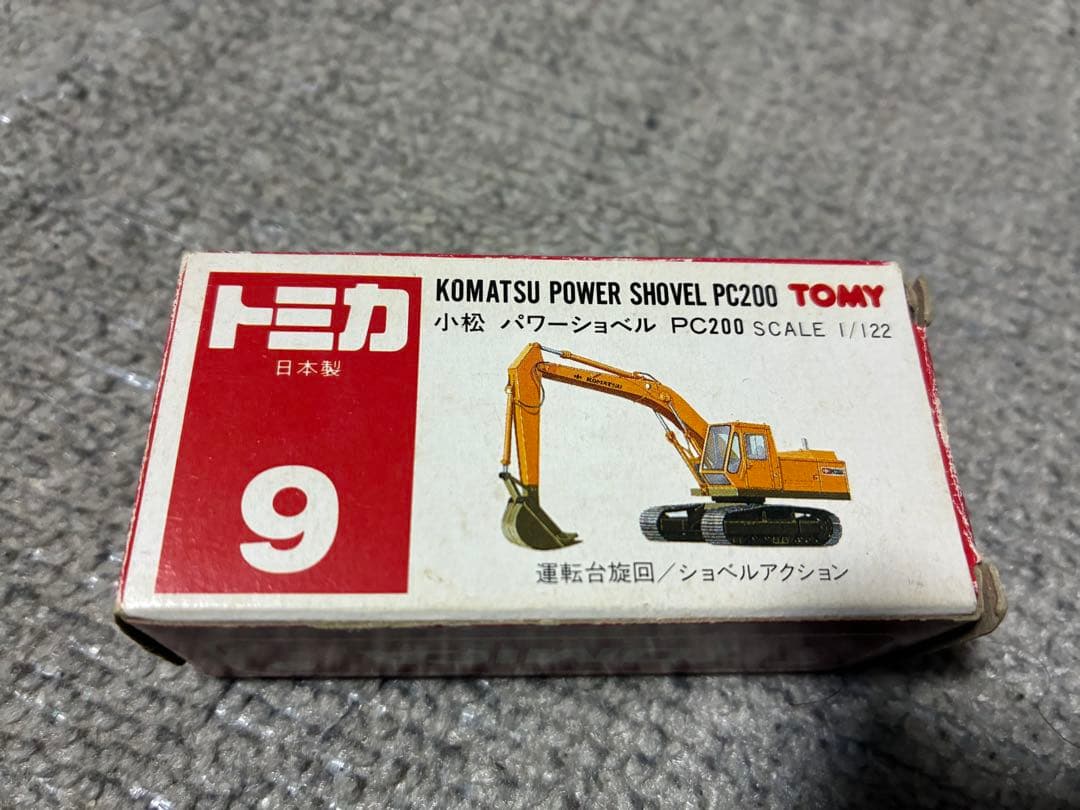 トミカ
日本製
9
KOMATSU POWER SHOVEL PC200 TOMY
小松 パワーショベル PC200 SCALE 1/122
KOMATSU
運転台旋回/ショベルアクション